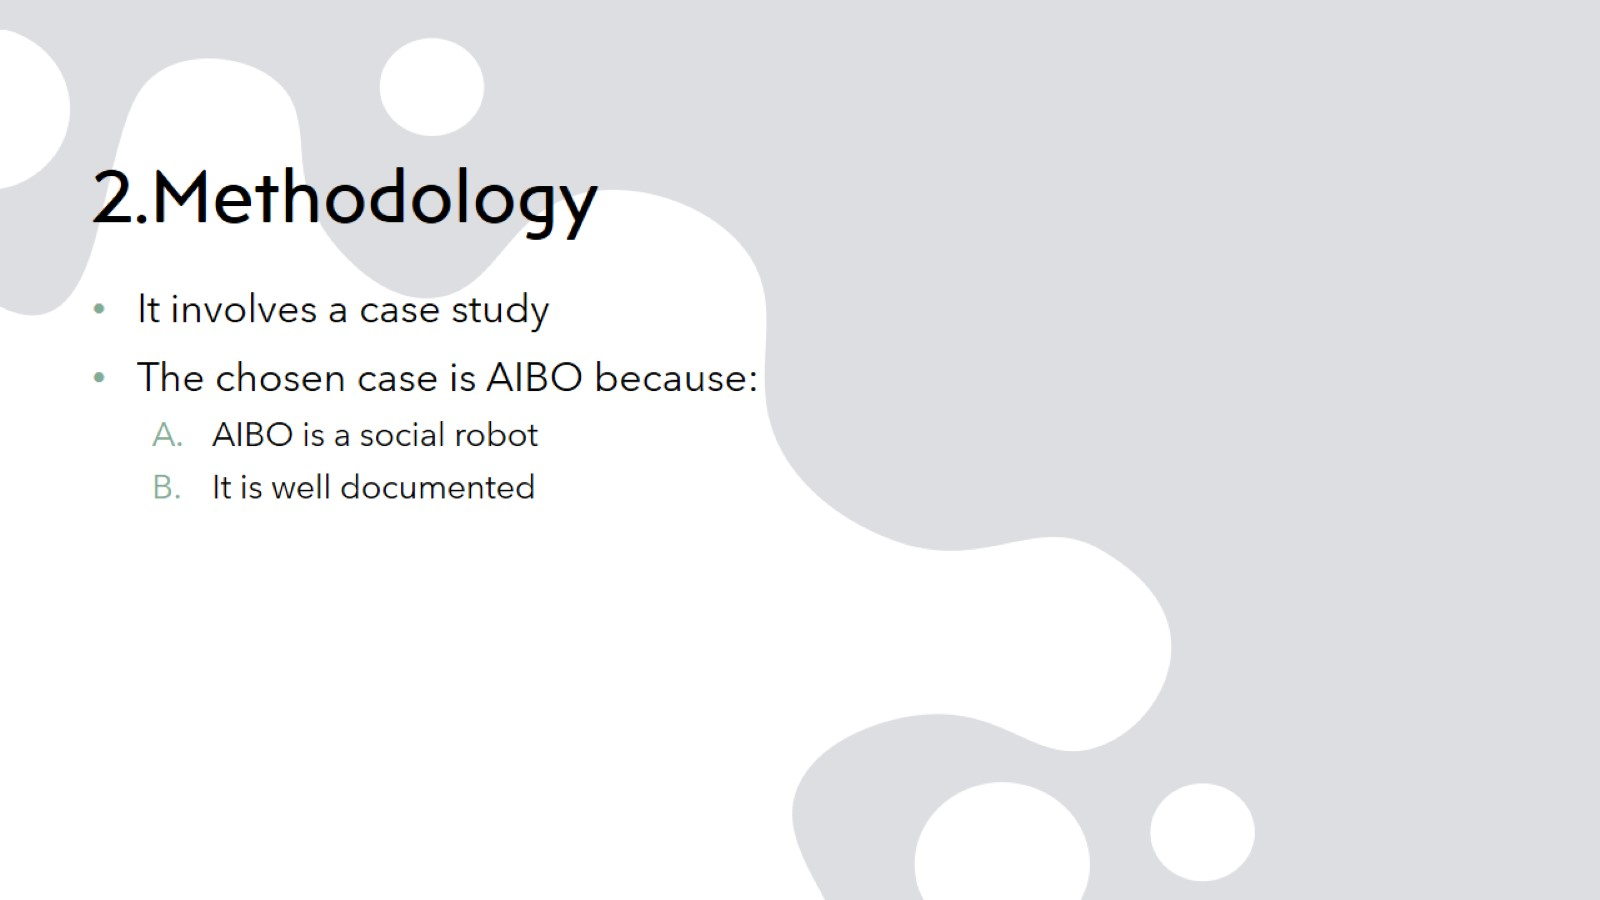 2.Methodology
• It involves a case study
• The chosen case is AIBO because:
A. AIBO is a social robot
B. It is well documented